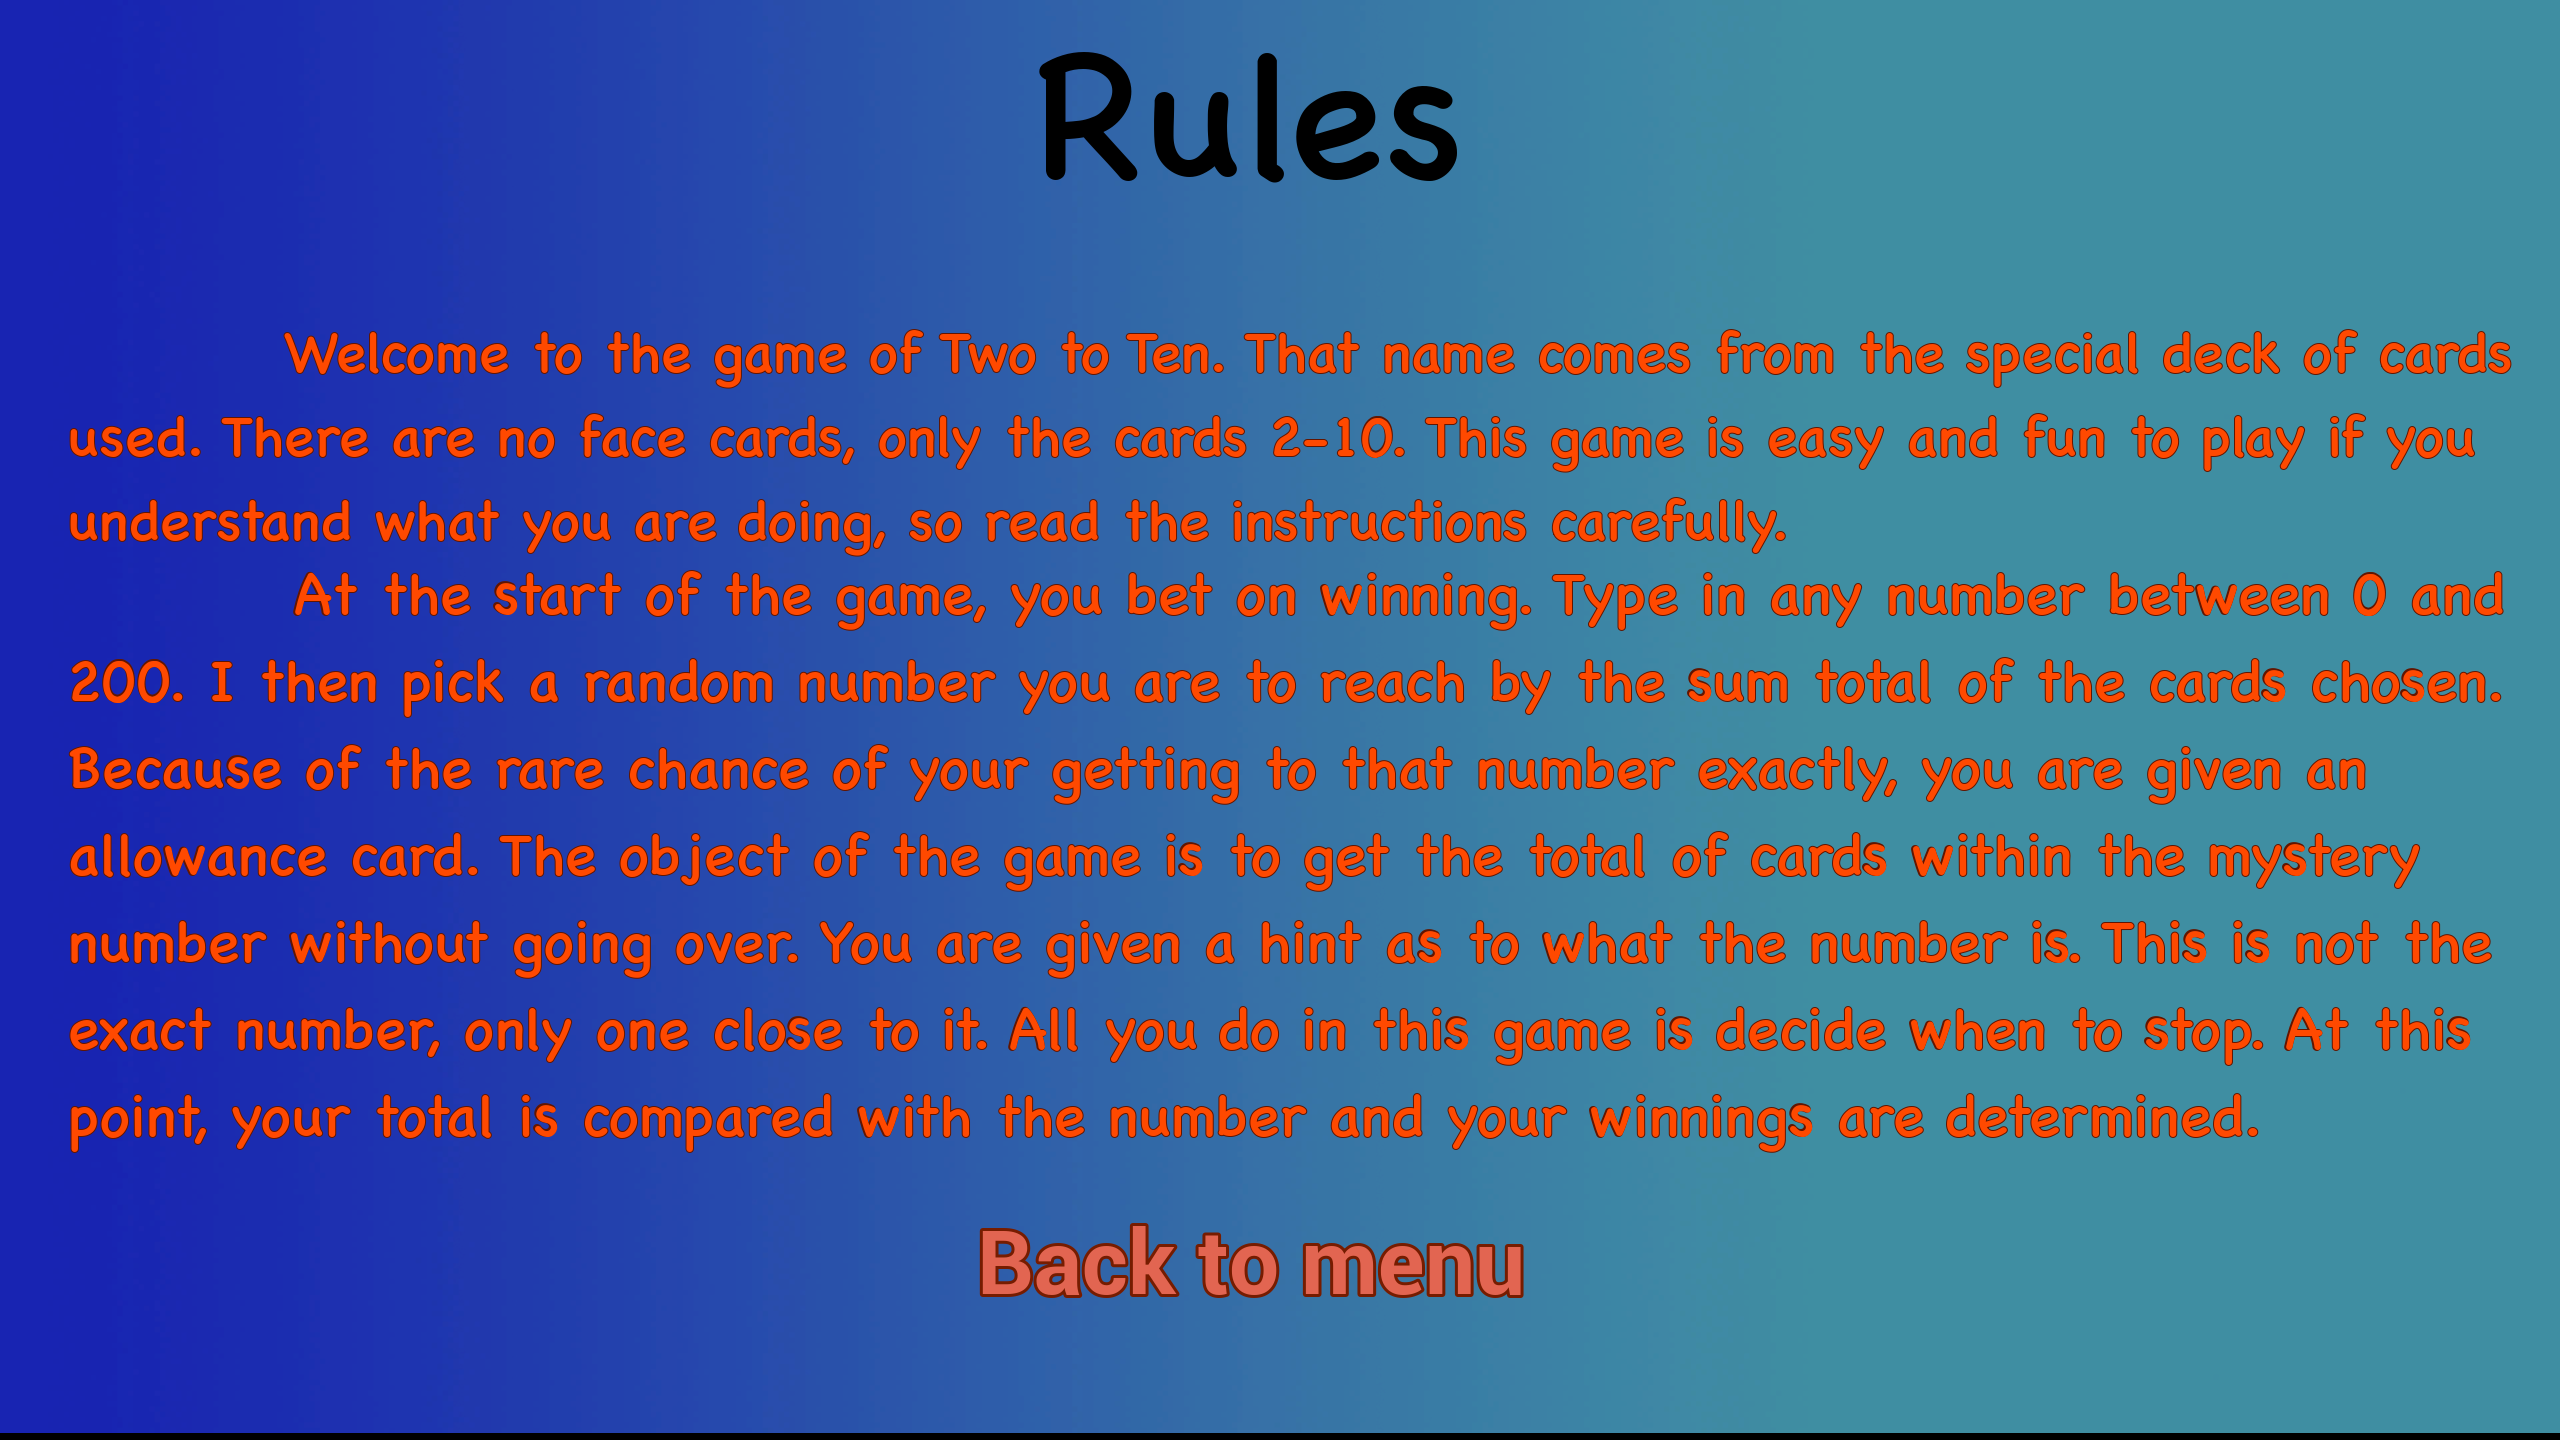 Rules
Welcome to the game of Two to Ten. That name comes from the special deck of cards
used. There are no face cards, only the cards 2-10. This game is easy and fun to play if you
understand what you are doing, so read the instructions carefully.
At the start of the game, you bet on winning. Type in any number between 0 and
200. I then pick a random number you are to reach by the sum total of the cards chosen.
Because of the rare chance of your getting to that number exactly, you are given an
allowance card. The object of the game is to get the total of cards within the mystery
number without going over. You are given a hint as to what the number is. This is not the
exact number, only one close to it. All you do in this game is decide when to stop. At this
point, your total is compared with the number and your winnings are determined.
Back to menu